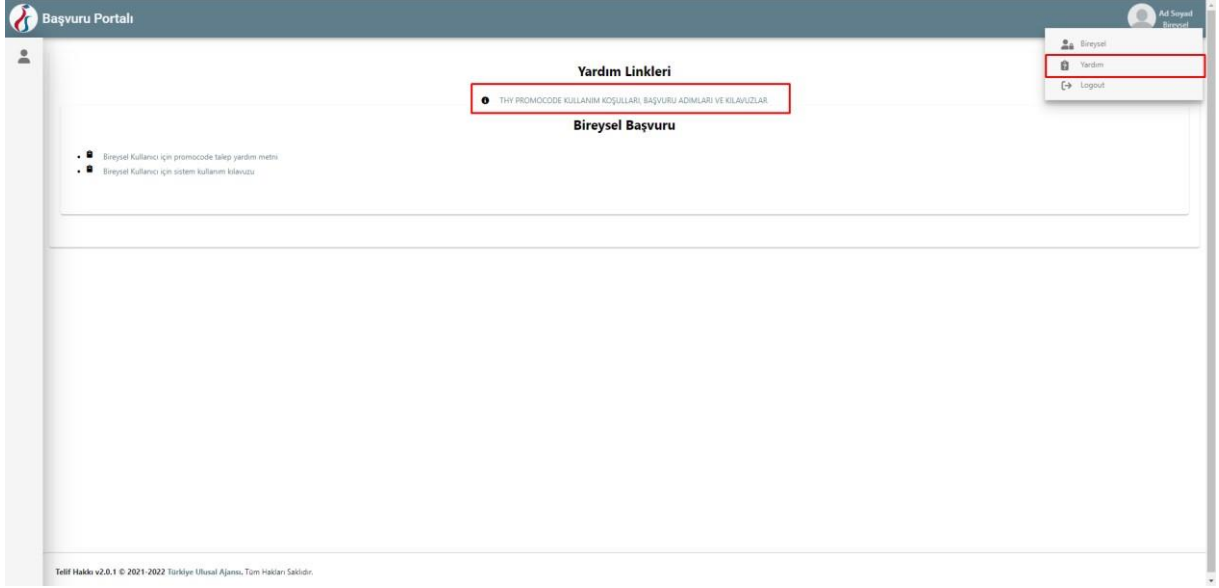 Başvuru Portalı
Ad Soyad
Bireysel
Bireysel
Yardım
Logout
Yardım Linkleri
THY PROMOCODE KULLANIM KOŞULLARI, BAŞVURU ADIMLARI VE KILAVUZLAR
Bireysel Başvuru
Bireysel Kullanıcı için promocode talep yardım metni
Bireysel Kullanıcı için sistem kullanım kılavuzu
Telif Hakkı v2.0.1 © 2021-2022 Türkiye Ulusal Ajansı. Tüm Hakları Saklıdır.